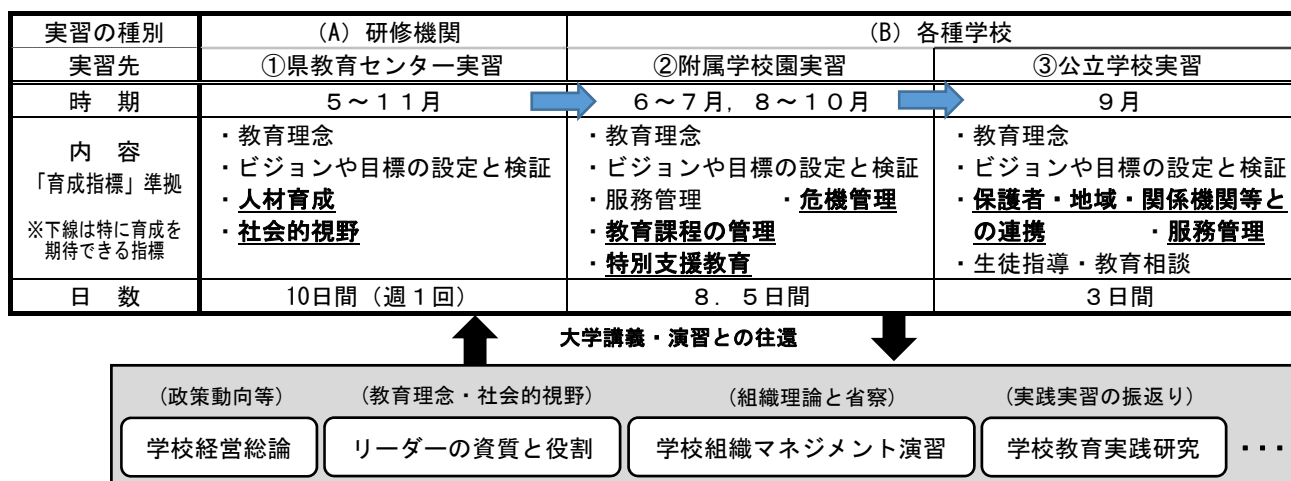 実習の種別 (A) 研修機関 (B) 各種学校
実習先 ①県教育センター実習 ②附属学校園実習 ③公立学校実習
時 期 5~11月 6~7月, 8~10月 9月
内 容
「育成指標」準拠
※下線は特に育成を
期待できる指標
・教育理念
・ビジョンや目標の設定と検証
・人材育成
・社会的視野
・教育理念
・ビジョンや目標の設定と検証
・服務管理 ・危機管理
・教育課程の管理
・特別支援教育
・教育理念
・ビジョンや目標の設定と検証
・保護者・地域・関係機関等と
の連携 ・服務管理
・生徒指導・教育相談
日 数 10日間(週1回) 8.5日間 3日間
大学講義・演習との往還
(政策動向等) (教育理念・社会的視野) (組織理論と省察) (実践実習の振返り)
学校経営総論 リーダーの資質と役割 学校組織マネジメント演習 学校教育実践研究 ・・・